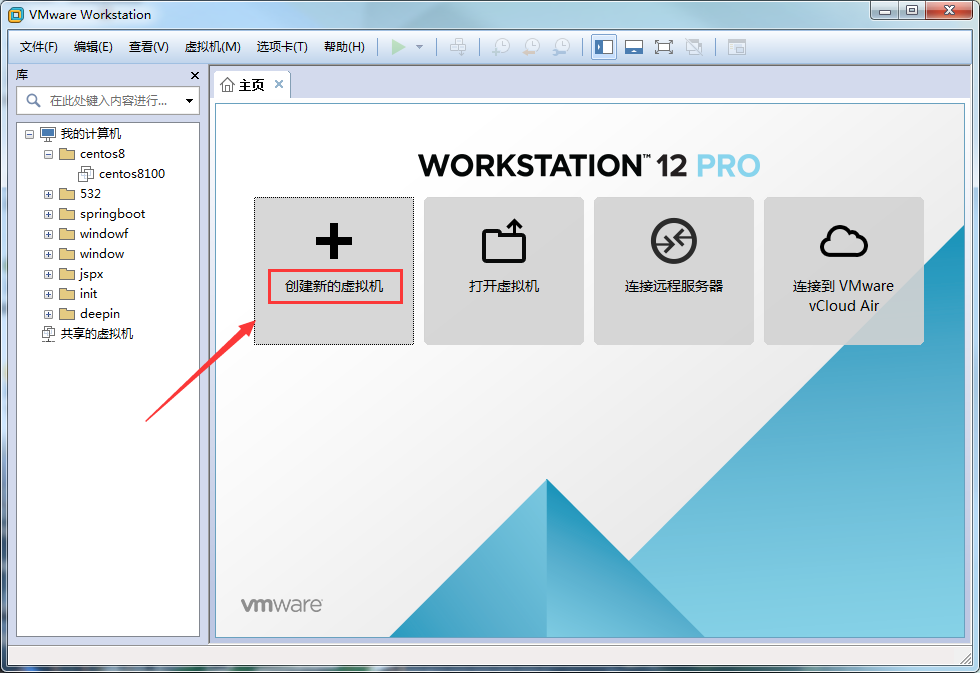 VMware Workstation
文件(F) 编辑(E) 查看(V) 虚拟机(M) 选项卡(T) 帮助(H)
库
在此处键入内容进行...
我的计算机
centos8
centos8100
532
springboot
windowf
window
jspx
init
deepin
共享的虚拟机
主页
WORKSTATION™ 12 PRO
创建新的虚拟机
打开虚拟机
连接远程服务器
连接到 VMware
vCloud Air
vmware